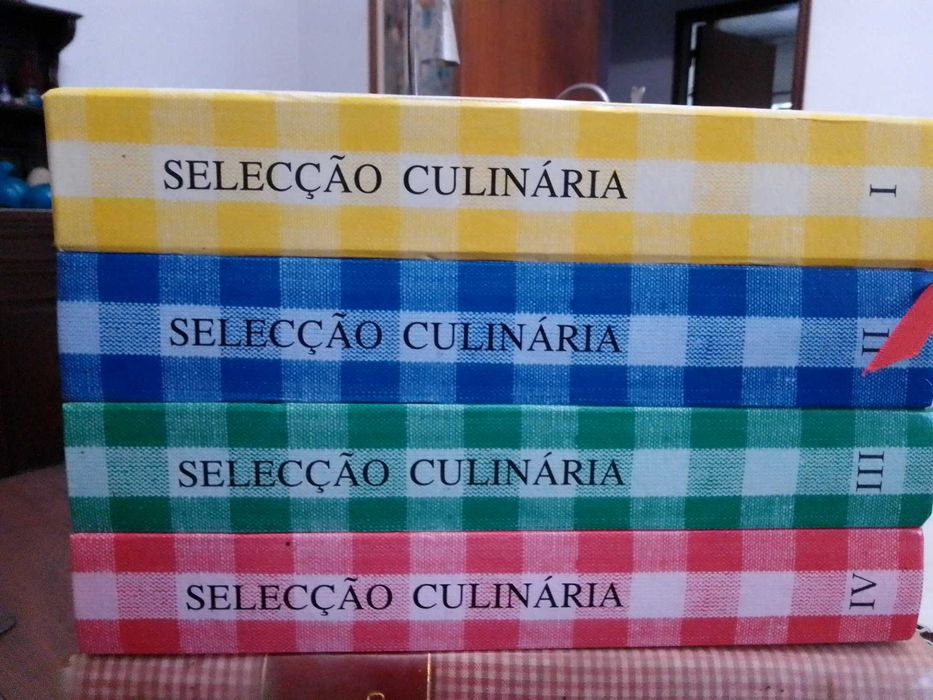 SELECÇÃO CULINÁRIA I
SELECÇÃO CULINÁRIA II
SELECÇÃO CULINÁRIA III
SELECÇÃO CULINÁRIA IV